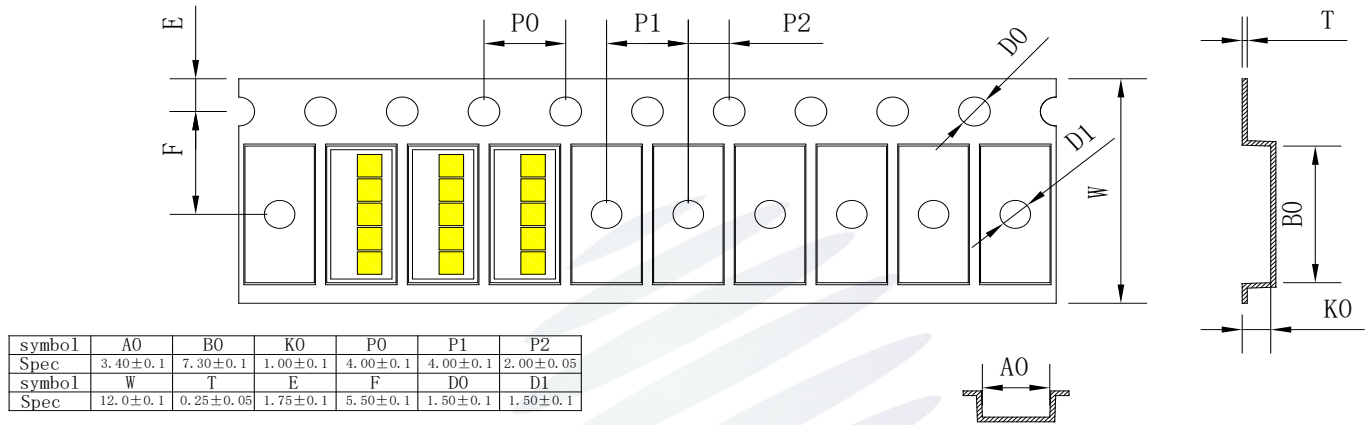 E
P0
P1
P2
D0
T
F
D1
W
B0
K0
A0
symbol A0 B0 K0 P0 P1 P2
Spec 3.40±0.1 7.30±0.1 1.00±0.1 4.00±0.1 4.00±0.1 2.00±0.05
symbol W T E F D0 D1
Spec 12.0±0.1 0.25±0.05 1.75±0.1 5.50±0.1 1.50±0.1 1.50±0.1